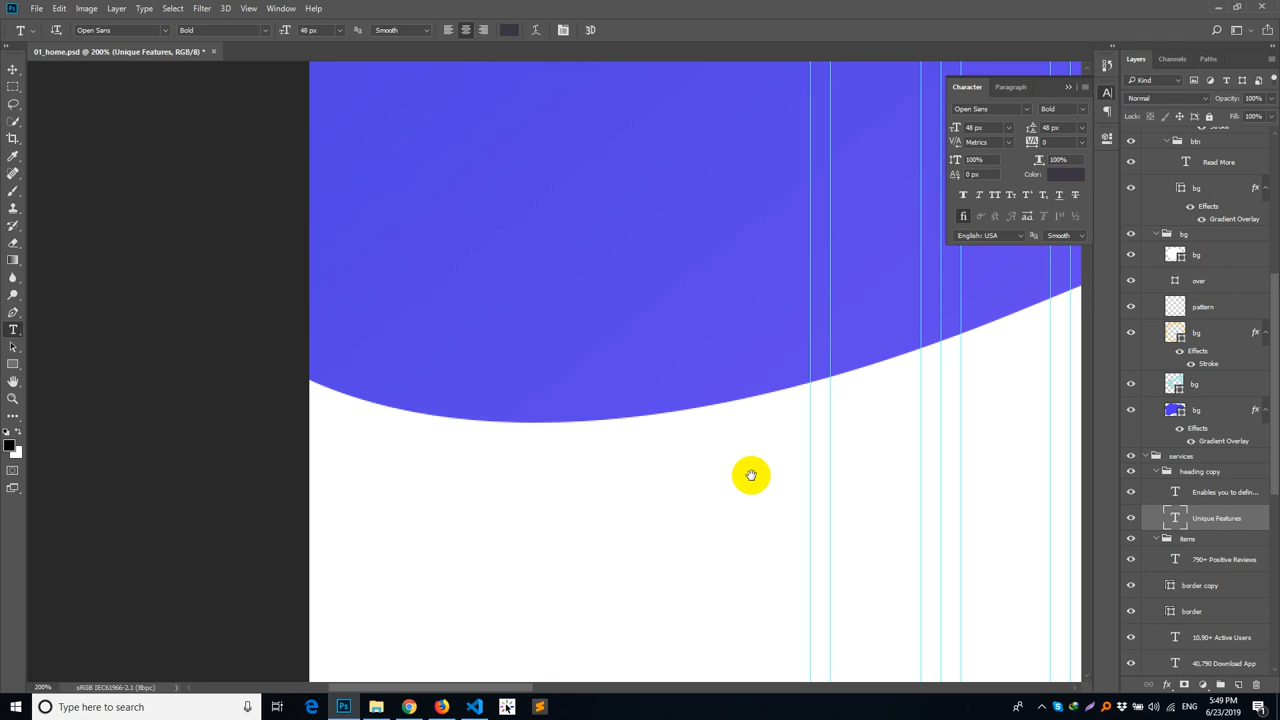 File Edit Image Layer Type Select Filter 3D View Window Help
Open Sans Bold 48 px Smooth 3D
01_home.psd @ 200% (Unique Features, RGB/8) * ×
Character Paragraph
Open Sans Bold
48 px 48 px
Metrics 0
100% 100%
0 px Color:
English: USA Smooth
Layers Channels Paths
Kind
Normal Opacity: 100%
Lock: Fill: 100%
Stroke
btn
Read More
bg fx
Effects
Gradient Overlay
bg
bg
over
pattern
bg fx
Effects
Stroke
bg
bg fx
Effects
Gradient Overlay
services
heading copy
Enables you to defin...
Unique Features
items
790+ Positive Reviews
border copy
border
10,90+ Active Users
40,790 Download App
200% sRGB IEC61966-2.1 (8bpc)
Type here to search
ENG
5:49 PM
6/23/2019